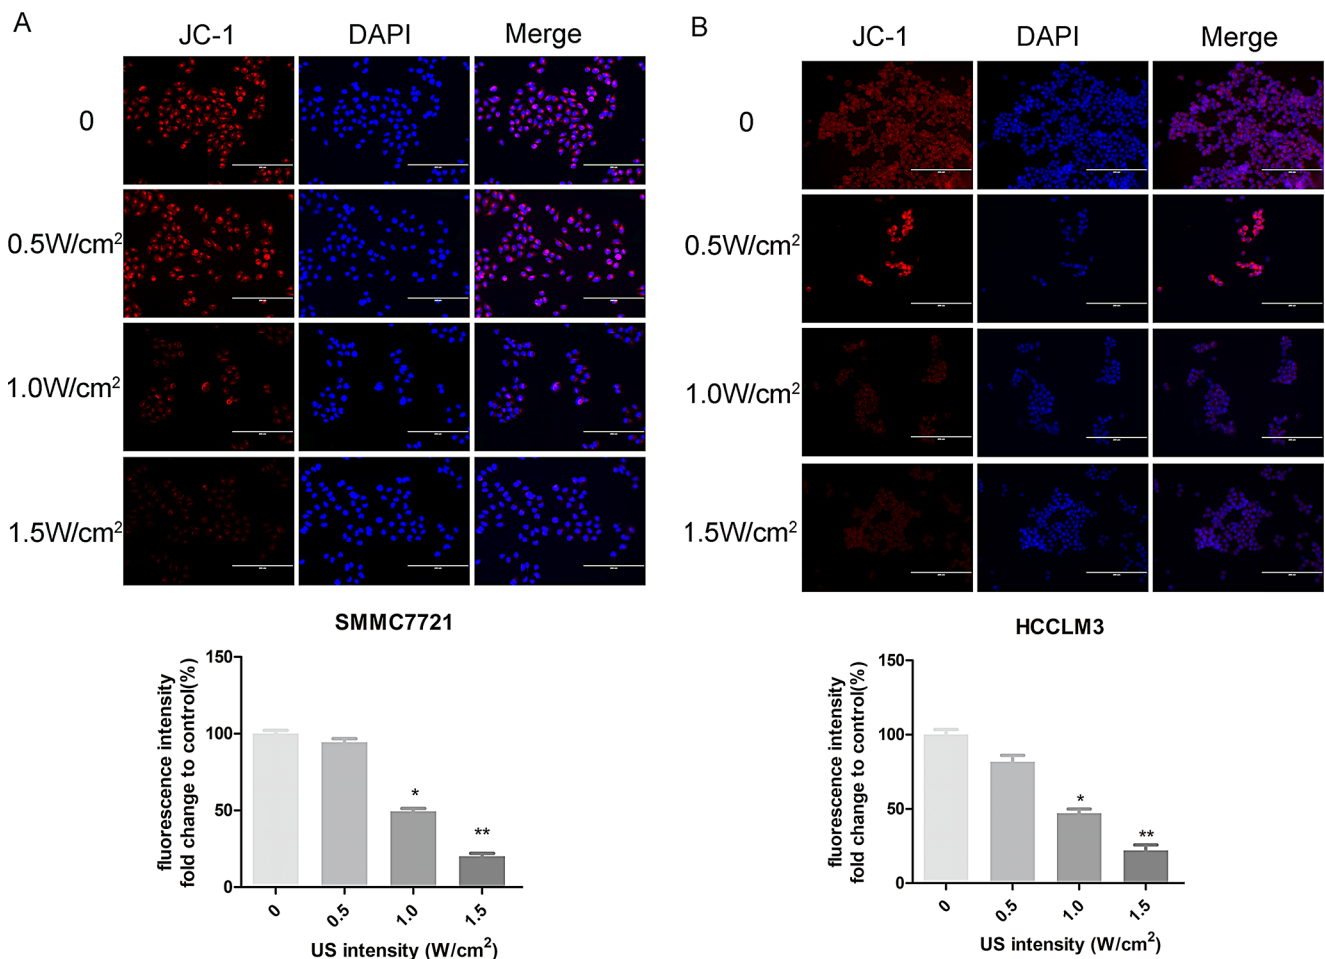 A
JC-1 DAPI Merge
0
0.5W/cm²
1.0W/cm²
1.5W/cm²
SMMC7721
fluorescence intensity
fold change to control(%)
150
100
50
0
*
**
0 0.5 1.0 1.5
US intensity (W/cm²)
B
JC-1 DAPI Merge
0
0.5W/cm²
1.0W/cm²
1.5W/cm²
HCCLM3
fluorescence intensity
fold change to control(%)
150
100
50
0
*
**
0 0.5 1.0 1.5
US intensity (W/cm²)